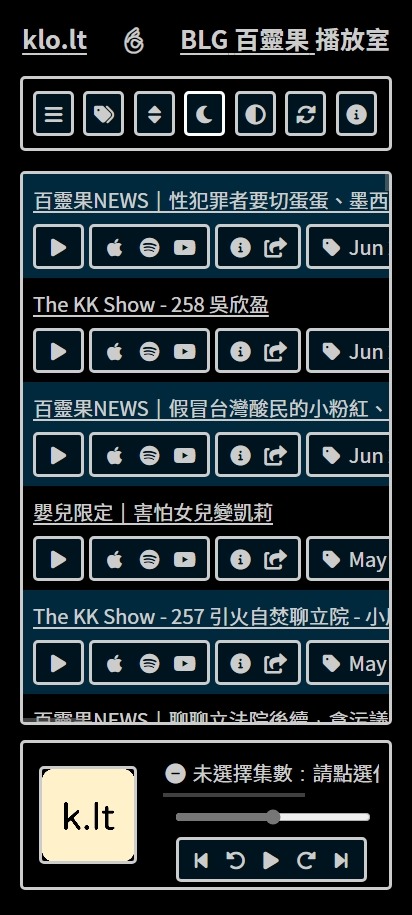 klo.lt BLG 百靈果 播放室
百靈果NEWS｜性犯罪者要切蛋蛋、墨西
Jun
The KK Show - 258 吳欣盈
Jun
百靈果NEWS｜假冒台灣酸民的小粉紅、
Jun
嬰兒限定｜害怕女兒變凱莉
May
The KK Show - 257 引火自焚聊立院 - 小
May
百靈果NEWS｜聊聊立法院後續
k.lt
未選擇集數：請點選